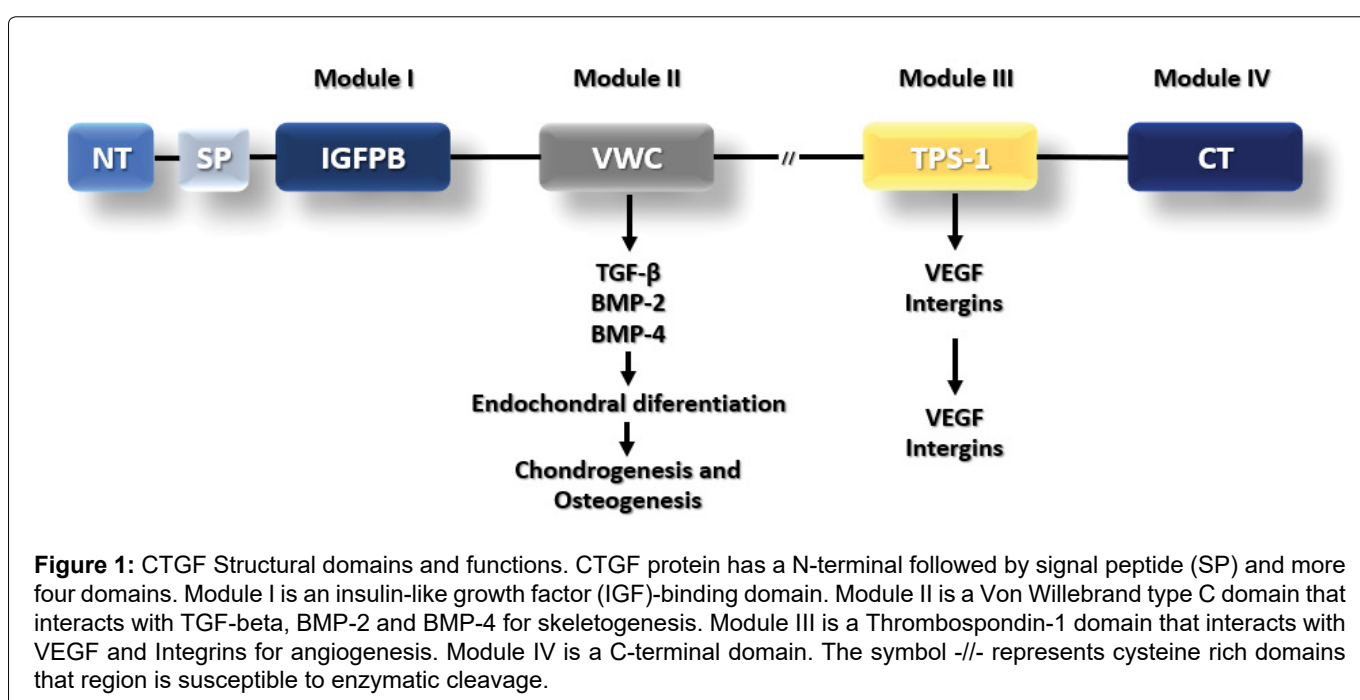 Module I
Module II
Module III
Module IV
NT
SP
IGFPB
VWC
//
TPS-1
CT
TGF-β
BMP-2
BMP-4
Endochondral diferentiation
Chondrogenesis and
Osteogenesis
VEGF
Intergins
VEGF
Intergins
Figure 1: CTGF Structural domains and functions. CTGF protein has a N-terminal followed by signal peptide (SP) and more
four domains. Module I is an insulin-like growth factor (IGF)-binding domain. Module II is a Von Willebrand type C domain that
interacts with TGF-beta, BMP-2 and BMP-4 for skeletogenesis. Module III is a Thrombospondin-1 domain that interacts with
VEGF and Integrins for angiogenesis. Module IV is a C-terminal domain. The symbol -//- represents cysteine rich domains
that region is susceptible to enzymatic cleavage.